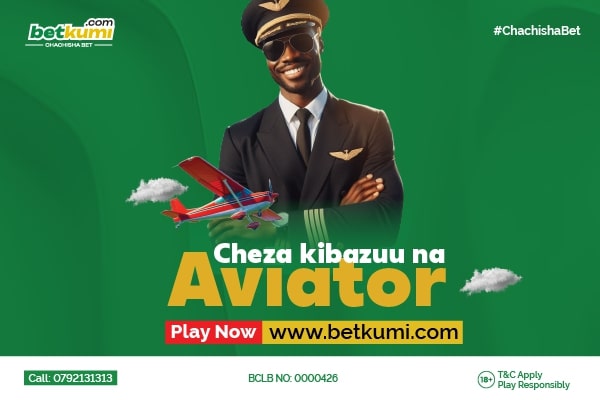 .com
betkumi
CHACHISHA BET
#ChachishaBet
Cheza kibazuu na
Aviator
Play Now www.betkumi.com
Call: 0792131313
BCLB NO: 0000426
18+
T&C Apply
Play Responsibly